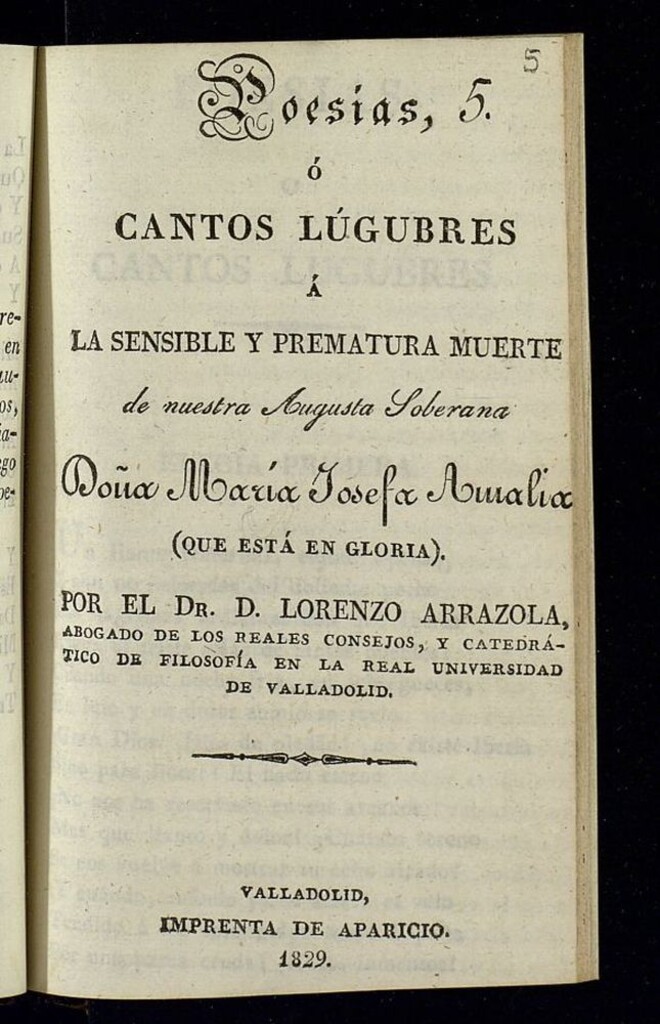 5
Poesias, 5.
ó
CANTOS LÚGUBRES
Á
LA SENSIBLE Y PREMATURA MUERTE
de nuestra Augusta Soberana
Doña María Josefa Amalia
(QUE ESTÁ EN GLORIA).
POR EL DR. D. LORENZO ARRAZOLA,
ABOGADO DE LOS REALES CONSEJOS, Y CATEDRÁ-
TICO DE FILOSOFÍA EN LA REAL UNIVERSIDAD
DE VALLADOLID.
VALLADOLID,
IMPRENTA DE APARICIO.
1829.